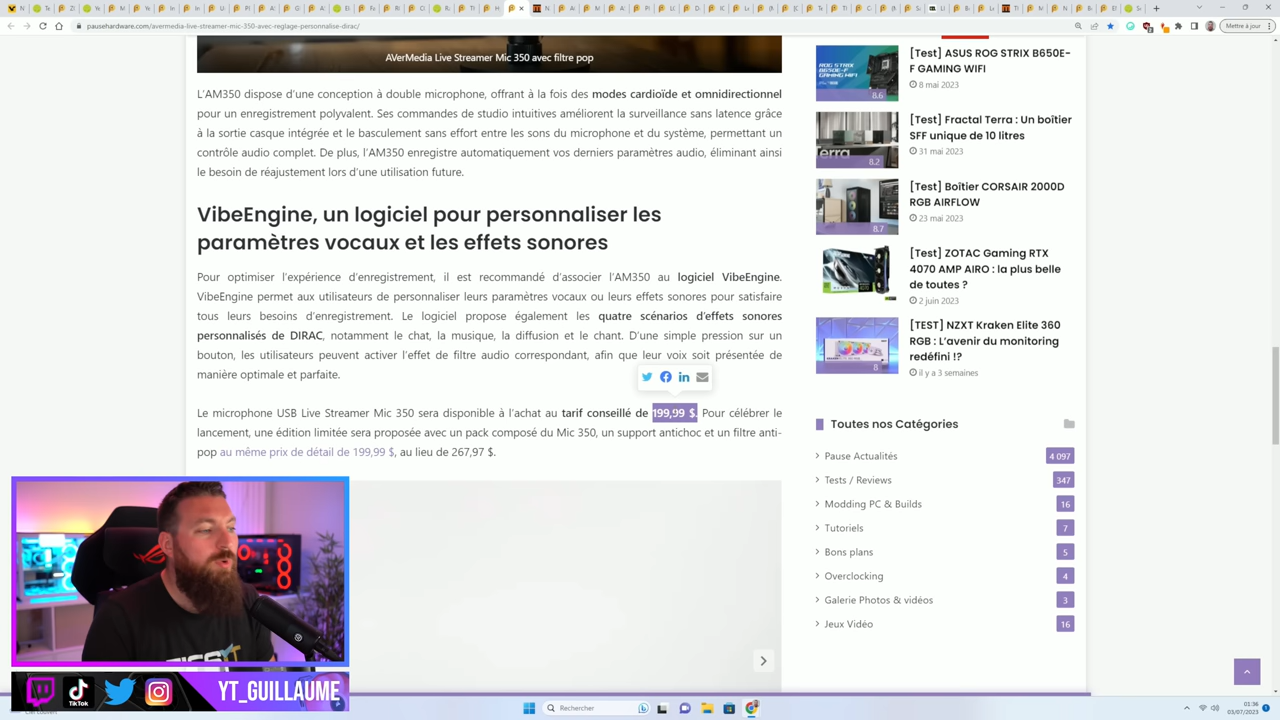 pausehardware.com/avermedia-live-streamer-mic-350-avec-reglage-personnalise-dirac/
Mettre à jour
AVerMedia Live Streamer Mic 350 avec filtre pop
L'AM350 dispose d'une conception à double microphone, offrant à la fois des modes cardioïde et omnidirectionnel
pour un enregistrement polyvalent. Ses commandes de studio intuitives améliorent la surveillance sans latence grâce
à la sortie casque intégrée et le basculement sans effort entre les sons du microphone et du système, permettant un
contrôle audio complet. De plus, l'AM350 enregistre automatiquement vos derniers paramètres audio, éliminant ainsi
le besoin de réajustement lors d'une utilisation future.
VibeEngine, un logiciel pour personnaliser les
paramètres vocaux et les effets sonores
Pour optimiser l'expérience d'enregistrement, il est recommandé d'associer l'AM350 au logiciel VibeEngine.
VibeEngine permet aux utilisateurs de personnaliser leurs paramètres vocaux ou leurs effets sonores pour satisfaire
tous leurs besoins d'enregistrement. Le logiciel propose également les quatre scénarios d'effets sonores
personnalisés de DIRAC, notamment le chat, la musique, la diffusion et le chant. D'une simple pression sur un
bouton, les utilisateurs peuvent activer l'effet de filtre audio correspondant, afin que leur voix soit présentée de
manière optimale et parfaite.
Le microphone USB Live Streamer Mic 350 sera disponible à l'achat au tarif conseillé de 199,99 $. Pour célébrer le
lancement, une édition limitée sera proposée avec un pack composé du Mic 350, un support antichoc et un filtre anti-
pop au même prix de détail de 199,99 $, au lieu de 267,97 $.
[Test] ASUS ROG STRIX B650E-
F GAMING WIFI
8 mai 2023
8.6
[Test] Fractal Terra : Un boîtier
SFF unique de 10 litres
31 mai 2023
8.2
[Test] Boîtier CORSAIR 2000D
RGB AIRFLOW
23 mai 2023
8.7
[Test] ZOTAC Gaming RTX
4070 AMP AIRO : la plus belle
de toutes ?
2 juin 2023
[TEST] NZXT Kraken Elite 360
RGB : L'avenir du monitoring
redéfini !?
il y a 3 semaines
8
Toutes nos Catégories
Pause Actualités 4 097
Tests / Reviews 347
Modding PC & Builds 16
Tutoriels 7
Bons plans 5
Overclocking 4
Galerie Photos & vidéos 3
Jeux Vidéo 16
TikTok
YT_GUILLAUME
Rechercher
01:36
03/07/2023